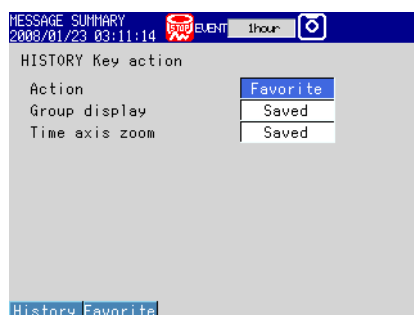 MESSAGE SUMMARY
2008/01/23 03:11:14 STOP EVENT 1hour
HISTORY Key action
Action Favorite
Group display Saved
Time axis zoom Saved
History Favorite